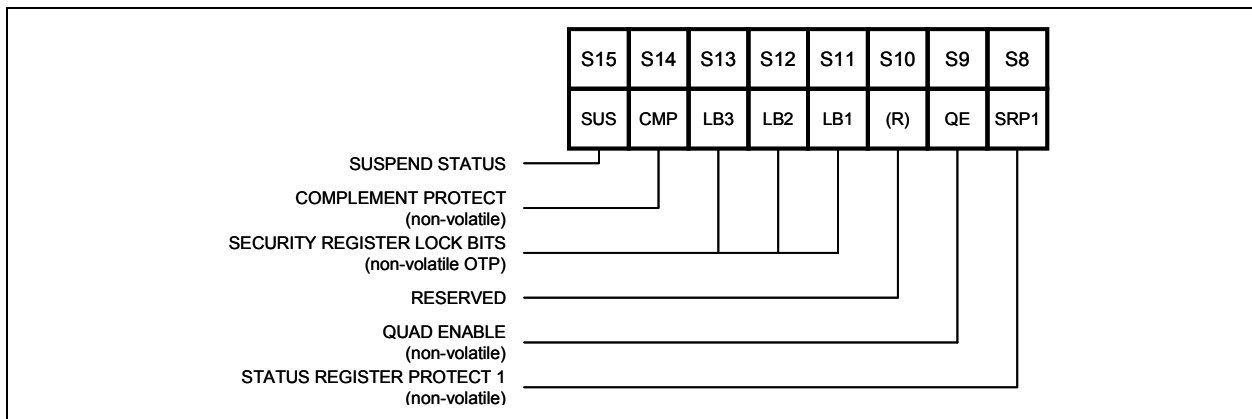 S15 S14 S13 S12 S11 S10 S9 S8
SUS CMP LB3 LB2 LB1 (R) QE SRP1
SUSPEND STATUS
COMPLEMENT PROTECT
(non-volatile)
SECURITY REGISTER LOCK BITS
(non-volatile OTP)
RESERVED
QUAD ENABLE
(non-volatile)
STATUS REGISTER PROTECT 1
(non-volatile)